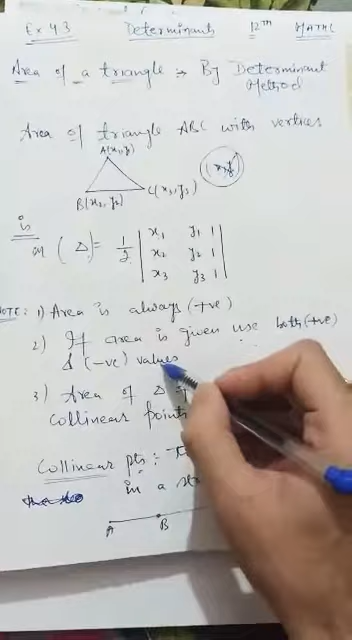 Ex 4.3 Determinants 12TH MATHS
Area of a triangle :- By Determinant
Method
Area of triangle ABC with vertices
A(x₁,y₁)
(x,y)
B(x₂,y₂) C(x₃,y₃)
is
(Δ) = 1/2 | x₁ y₁ 1 |
| x₂ y₂ 1 |
| x₃ y₃ 1 |
NOTE: 1) Area is always (+ve)
2) If area is given use both (+ve)
& (-ve) values
3) Area of Δ
collinear points
Collinear pts:
in a
A B